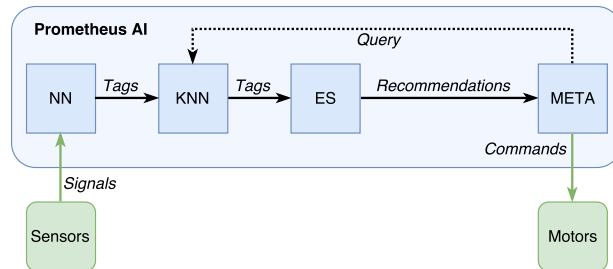 Prometheus AI
Query
NN
Tags
KNN
Tags
ES
Recommendations
META
Signals
Commands
Sensors
Motors